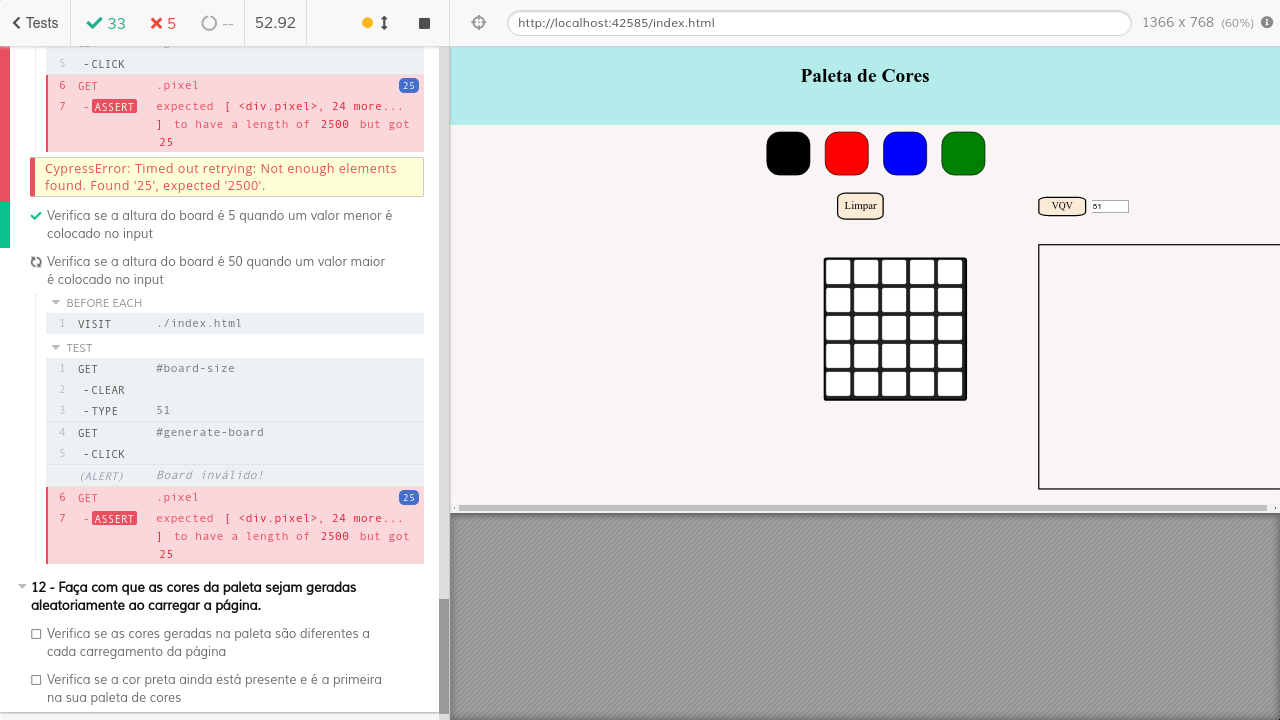 Tests
33
5
--
52.92
http://localhost:42585/index.html
1366 x 768 (60%)
5 -CLICK
6 GET .pixel 25
7 -ASSERT expected [ <div.pixel>, 24 more...
] to have a length of 2500 but got
25
CypressError: Timed out retrying: Not enough elements
found. Found '25', expected '2500'.
Verifica se a altura do board é 5 quando um valor menor é
colocado no input
Verifica se a altura do board é 50 quando um valor maior
é colocado no input
BEFORE EACH
1 VISIT ./index.html
TEST
1 GET #board-size
2 -CLEAR
3 -TYPE 51
4 GET #generate-board
5 -CLICK
(ALERT) Board inválido!
6 GET .pixel 25
7 -ASSERT expected [ <div.pixel>, 24 more...
] to have a length of 2500 but got
25
12 - Faça com que as cores da paleta sejam geradas
aleatoriamente ao carregar a página.
Verifica se as cores geradas na paleta são diferentes a
cada carregamento da página
Verifica se a cor preta ainda está presente e é a primeira
na sua paleta de cores
Paleta de Cores
Limpar
VQV 51